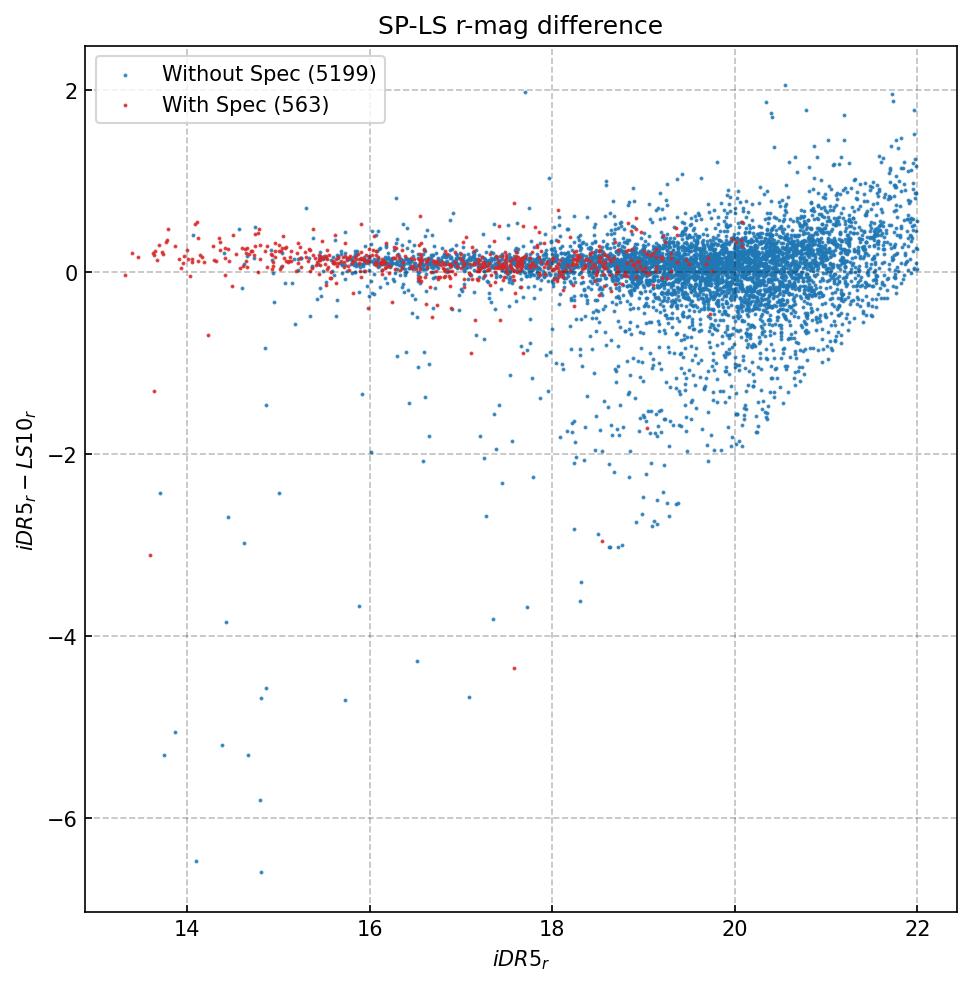 SP-LS r-mag difference
Without Spec (5199)
With Spec (563)
2
0
−2
−4
−6
iDR5r − LS10r
14 16 18 20 22
iDR5r